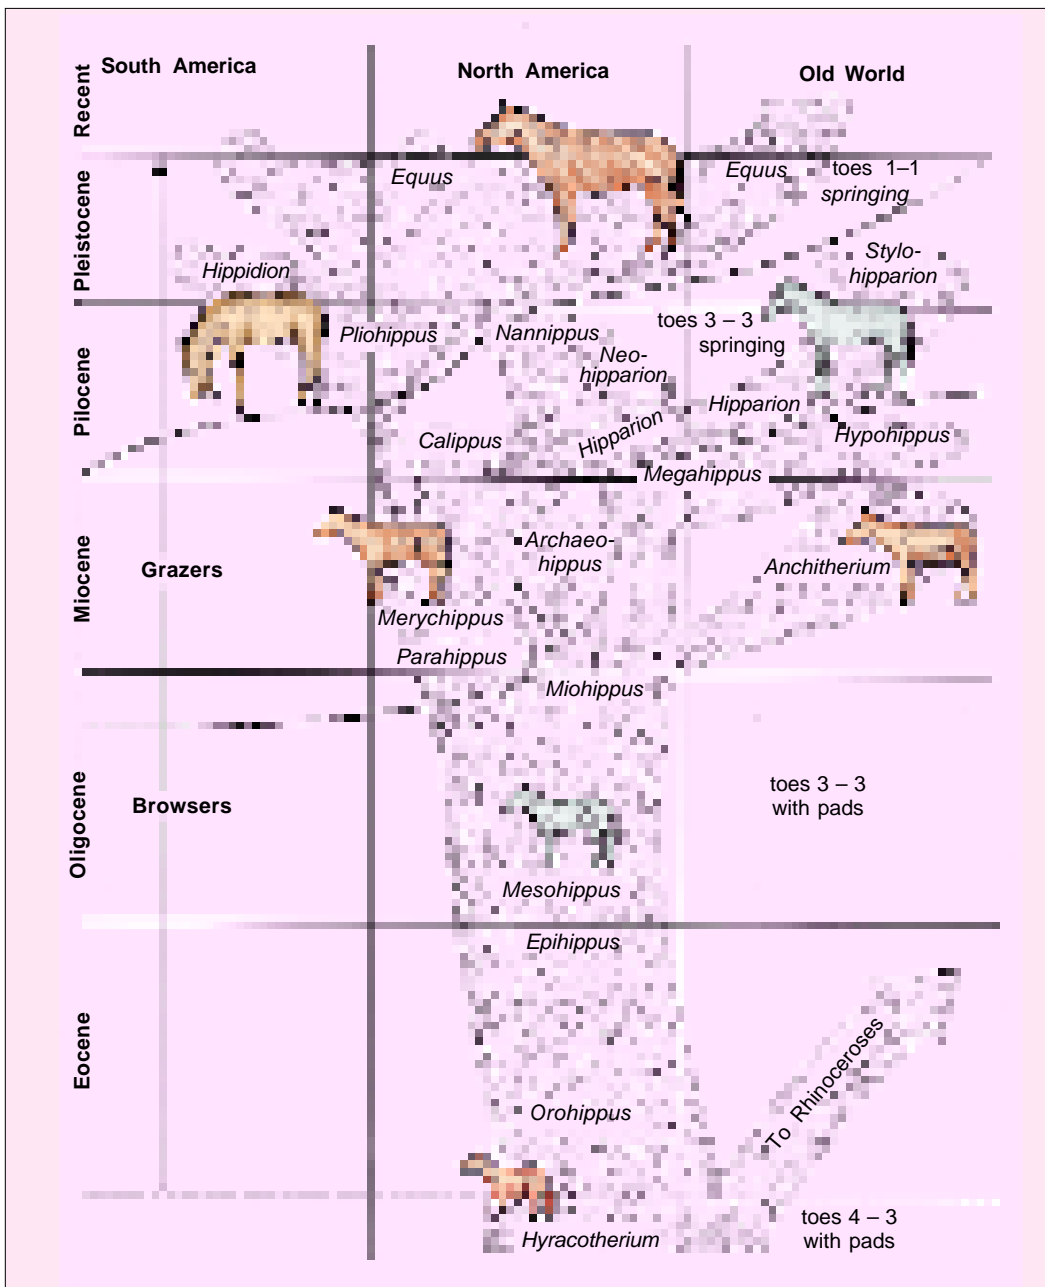 South America
North America
Old World
Recent
Equus
Equus
toes 1–1
springing
Pleistocene
Hippidion
Stylo-
hipparion
Pliohippus
Nannippus
toes 3 – 3
springing
Neo-
hipparion
Pilocene
Hipparion
Hipparion
Calippus
Hypohippus
Megahippus
Miocene
Grazers
Archaeo-
hippus
Anchitherium
Merychippus
Parahippus
Miohippus
Oligocene
Browsers
toes 3 – 3
with pads
Mesohippus
Epihippus
Eocene
To Rhinoceroses
Orohippus
Hyracotherium
toes 4 – 3
with pads